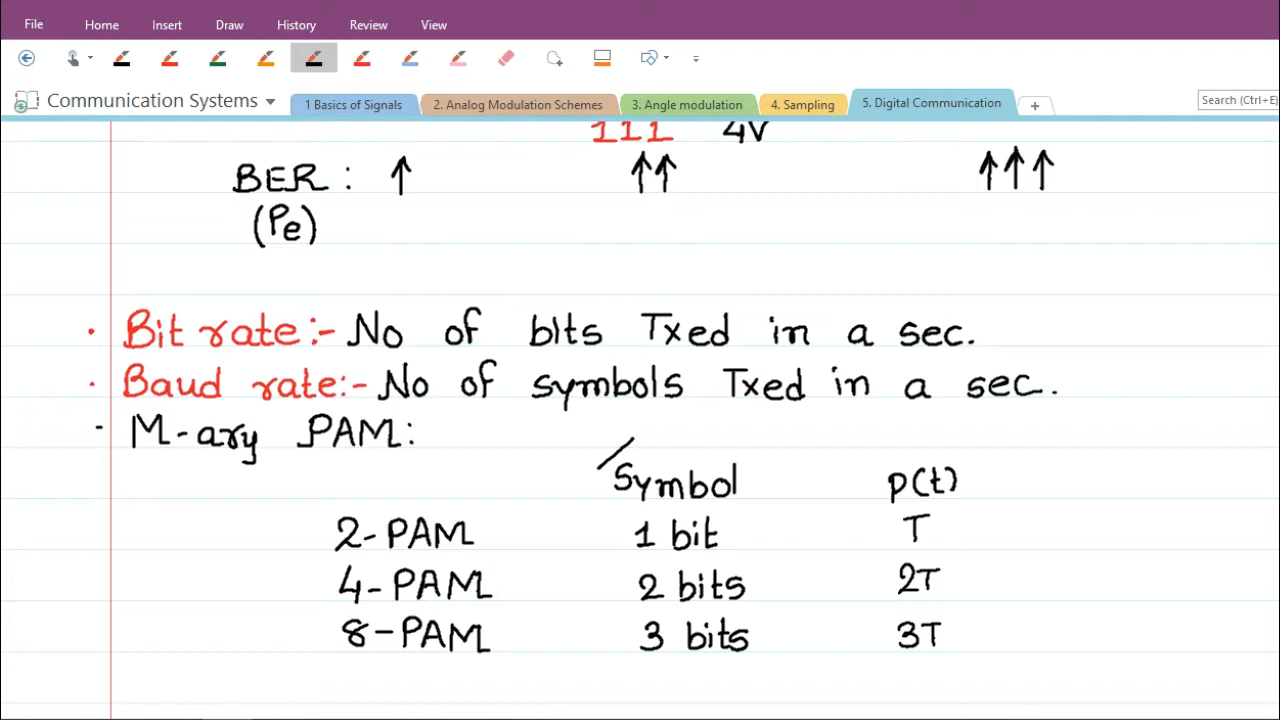 File Home Insert Draw History Review View
Communication Systems 1 Basics of Signals 2. Analog Modulation Schemes 3. Angle modulation 4. Sampling 5. Digital Communication + Search (Ctrl+E)
111 4V
BER : ↑ ↑↑ ↑↑↑
(Pe)
· Bit rate:- No of bits Txed in a sec.
· Baud rate:- No of symbols Txed in a sec.
· M-ary PAM:
/Symbol p(t)
2-PAM 1 bit T
4-PAM 2 bits 2T
8-PAM 3 bits 3T